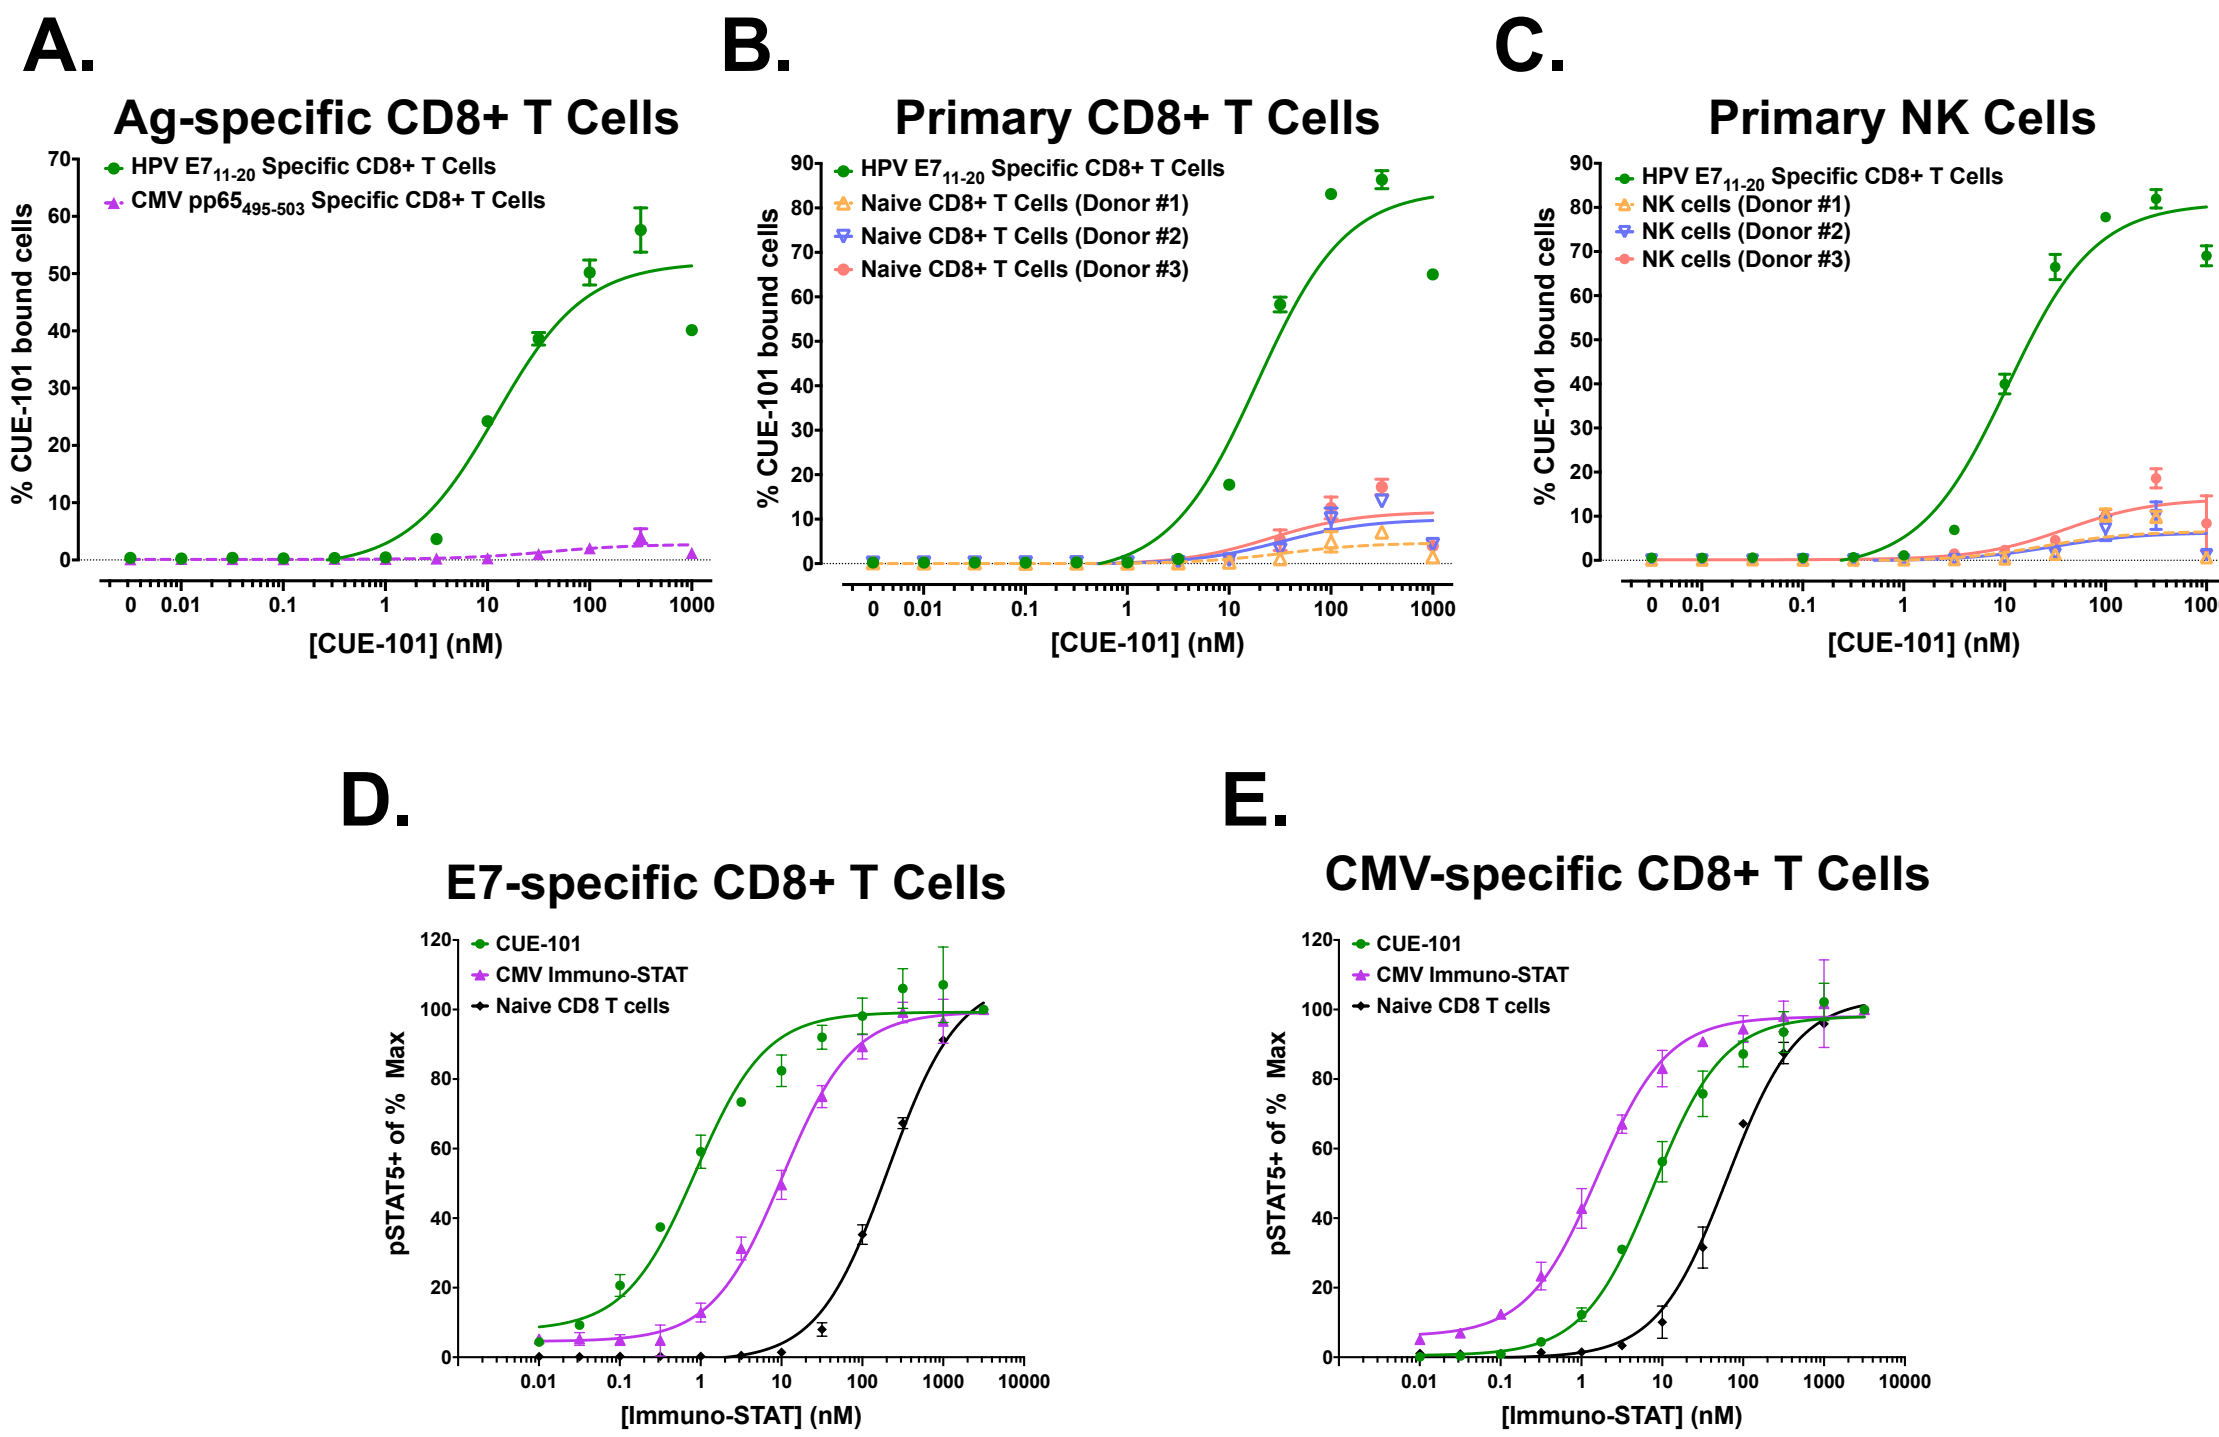 A.
Ag-specific CD8+ T Cells
HPV E7₁₁₋₂₀ Specific CD8+ T Cells
CMV pp65₄₉₅₋₅₀₃ Specific CD8+ T Cells
% CUE-101 bound cells
70
60
50
40
30
20
10
0
0 0.01 0.1 1 10 100 1000
[CUE-101] (nM)
B.
Primary CD8+ T Cells
HPV E7₁₁₋₂₀ Specific CD8+ T Cells
Naive CD8+ T Cells (Donor #1)
Naive CD8+ T Cells (Donor #2)
Naive CD8+ T Cells (Donor #3)
% CUE-101 bound cells
90
80
70
60
50
40
30
20
10
0
0 0.01 0.1 1 10 100 1000
[CUE-101] (nM)
C.
Primary NK Cells
HPV E7₁₁₋₂₀ Specific CD8+ T Cells
NK cells (Donor #1)
NK cells (Donor #2)
NK cells (Donor #3)
% CUE-101 bound cells
90
80
70
60
50
40
30
20
10
0
0 0.01 0.1 1 10 100
[CUE-101] (nM)
D.
E7-specific CD8+ T Cells
CUE-101
CMV Immuno-STAT
Naive CD8 T cells
pSTAT5+ of % Max
120
100
80
60
40
20
0
0.01 0.1 1 10 100 1000 10000
[Immuno-STAT] (nM)
E.
CMV-specific CD8+ T Cells
CUE-101
CMV Immuno-STAT
Naive CD8 T cells
pSTAT5+ of % Max
120
100
80
60
40
20
0
0.01 0.1 1 10 100 1000 10000
[Immuno-STAT] (nM)